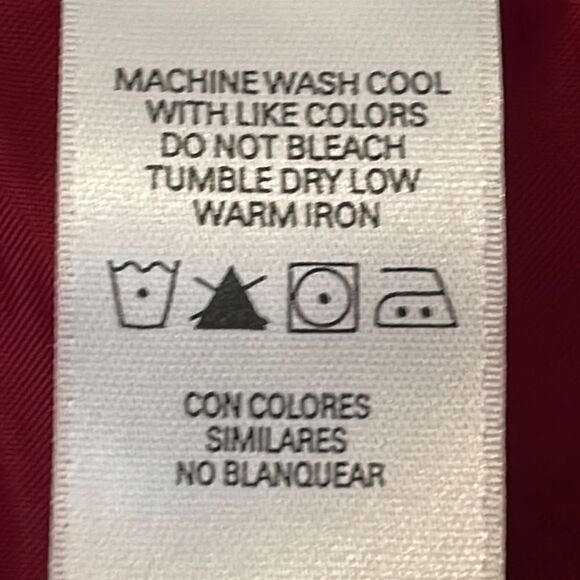 MACHINE WASH COOL
WITH LIKE COLORS
DO NOT BLEACH
TUMBLE DRY LOW
WARM IRON
CON COLORES
SIMILARES
NO BLANQUEAR